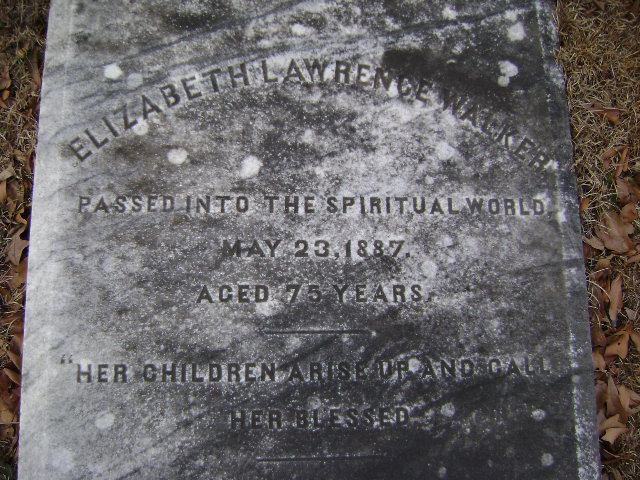 ELIZABETH LAWRENCE WALKER
PASSED INTO THE SPIRITUAL WORLD,
MAY 23, 1887.
AGED 75 YEARS.
"HER CHILDREN ARISE UP AND CALL
HER BLESSED